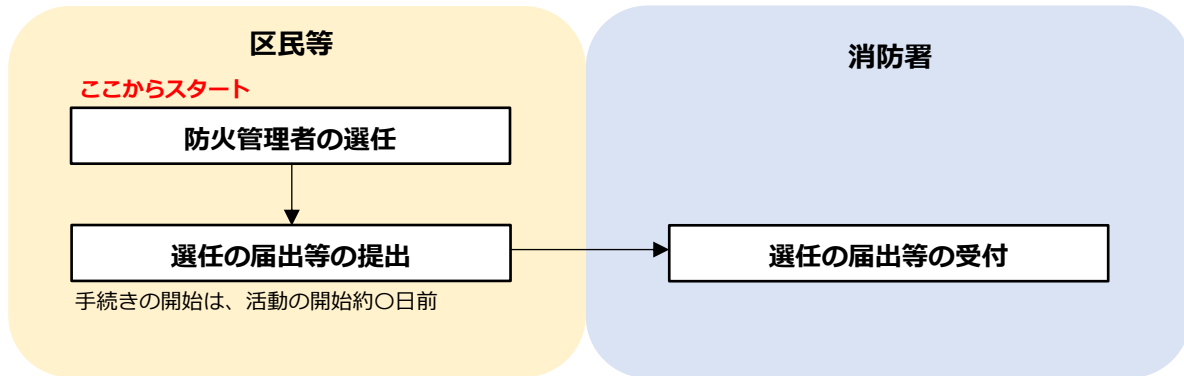 区民等
消防署
ここからスタート
防火管理者の選任
選任の届出等の提出
選任の届出等の受付
手続きの開始は、活動の開始約〇日前